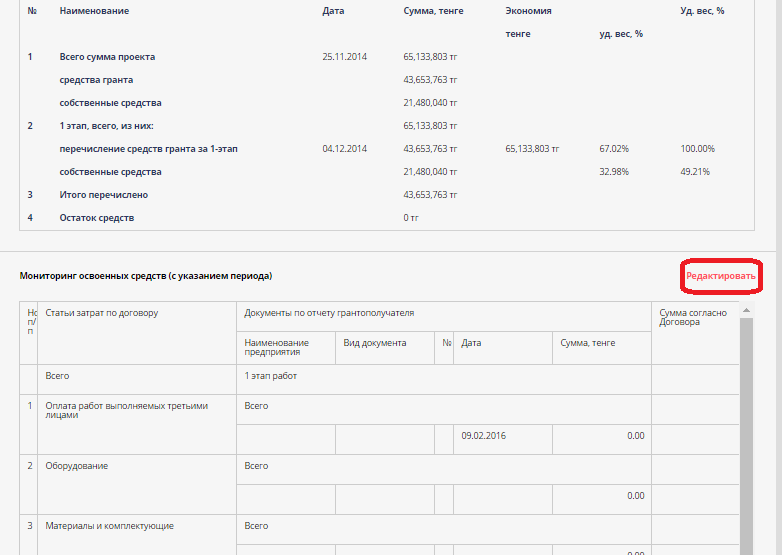 № Наименование Дата Сумма, тенге Экономия Уд. вес, %
тенге уд. вес, %
1 Всего сумма проекта 25.11.2014 65,133,803 тг
средства гранта 43,653,763 тг
собственные средства 21,480,040 тг
2 1 этап, всего, из них: 65,133,803 тг
перечисление средств гранта за 1-этап 04.12.2014 43,653,763 тг 65,133,803 тг 67.02% 100.00%
собственные средства 21,480,040 тг 32.98% 49.21%
3 Итого перечислено 43,653,763 тг
4 Остаток средств 0 тг
Мониторинг освоенных средств (с указанием периода) Редактировать
Но Статьи затрат по договору Документы по отчету грантополучателя Сумма согласно
п/ Договора
п
Наименование Вид документа № Дата Сумма, тенге
предприятия
Всего 1 этап работ
1 Оплата работ выполняемых третьими Всего
лицами
09.02.2016 0.00
2 Оборудование Всего
0.00
3 Материалы и комплектующие Всего
0.00